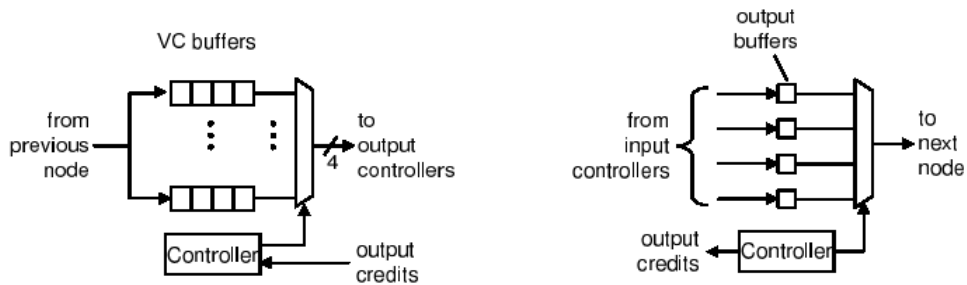 VC buffers
from
previous
node
to
output
controllers
4
Controller
output
credits
output
buffers
from
input
controllers
to
next
node
output
credits
Controller